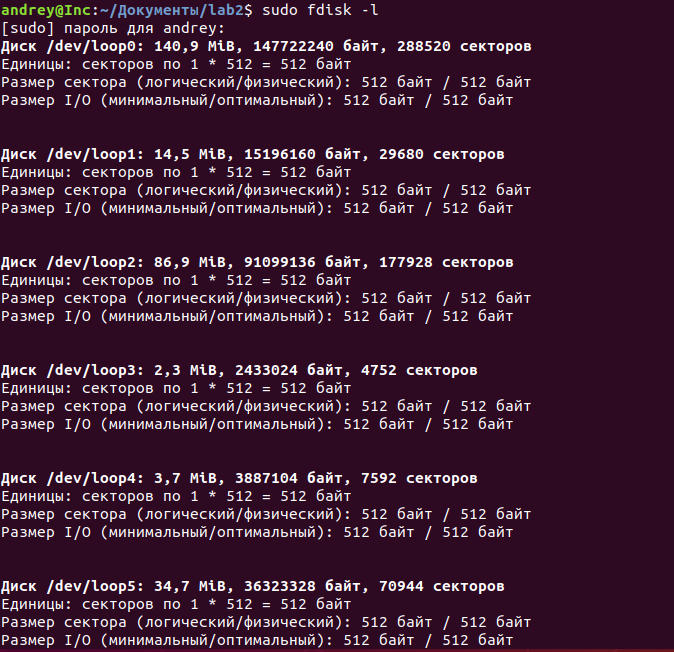 andrey@Inc:~/Документы/lab2$ sudo fdisk -l
[sudo] пароль для andrey:
Диск /dev/loop0: 140,9 MiB, 147722240 байт, 288520 секторов
Единицы: секторов по 1 * 512 = 512 байт
Размер сектора (логический/физический): 512 байт / 512 байт
Размер I/O (минимальный/оптимальный): 512 байт / 512 байт
Диск /dev/loop1: 14,5 MiB, 15196160 байт, 29680 секторов
Единицы: секторов по 1 * 512 = 512 байт
Размер сектора (логический/физический): 512 байт / 512 байт
Размер I/O (минимальный/оптимальный): 512 байт / 512 байт
Диск /dev/loop2: 86,9 MiB, 91099136 байт, 177928 секторов
Единицы: секторов по 1 * 512 = 512 байт
Размер сектора (логический/физический): 512 байт / 512 байт
Размер I/O (минимальный/оптимальный): 512 байт / 512 байт
Диск /dev/loop3: 2,3 MiB, 2433024 байт, 4752 секторов
Единицы: секторов по 1 * 512 = 512 байт
Размер сектора (логический/физический): 512 байт / 512 байт
Размер I/O (минимальный/оптимальный): 512 байт / 512 байт
Диск /dev/loop4: 3,7 MiB, 3887104 байт, 7592 секторов
Единицы: секторов по 1 * 512 = 512 байт
Размер сектора (логический/физический): 512 байт / 512 байт
Размер I/O (минимальный/оптимальный): 512 байт / 512 байт
Диск /dev/loop5: 34,7 MiB, 36323328 байт, 70944 секторов
Единицы: секторов по 1 * 512 = 512 байт
Размер сектора (логический/физический): 512 байт / 512 байт
Размер I/O (минимальный/оптимальный): 512 байт / 512 байт